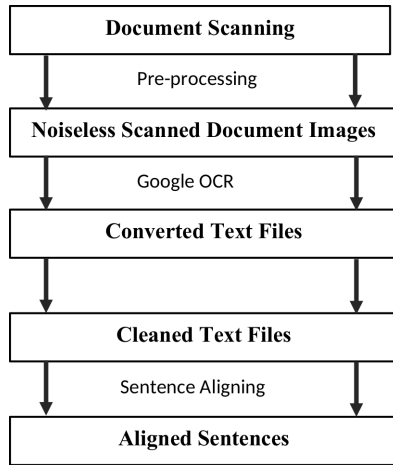 Document Scanning
Pre-processing
Noiseless Scanned Document Images
Google OCR
Converted Text Files
Cleaned Text Files
Sentence Aligning
Aligned Sentences